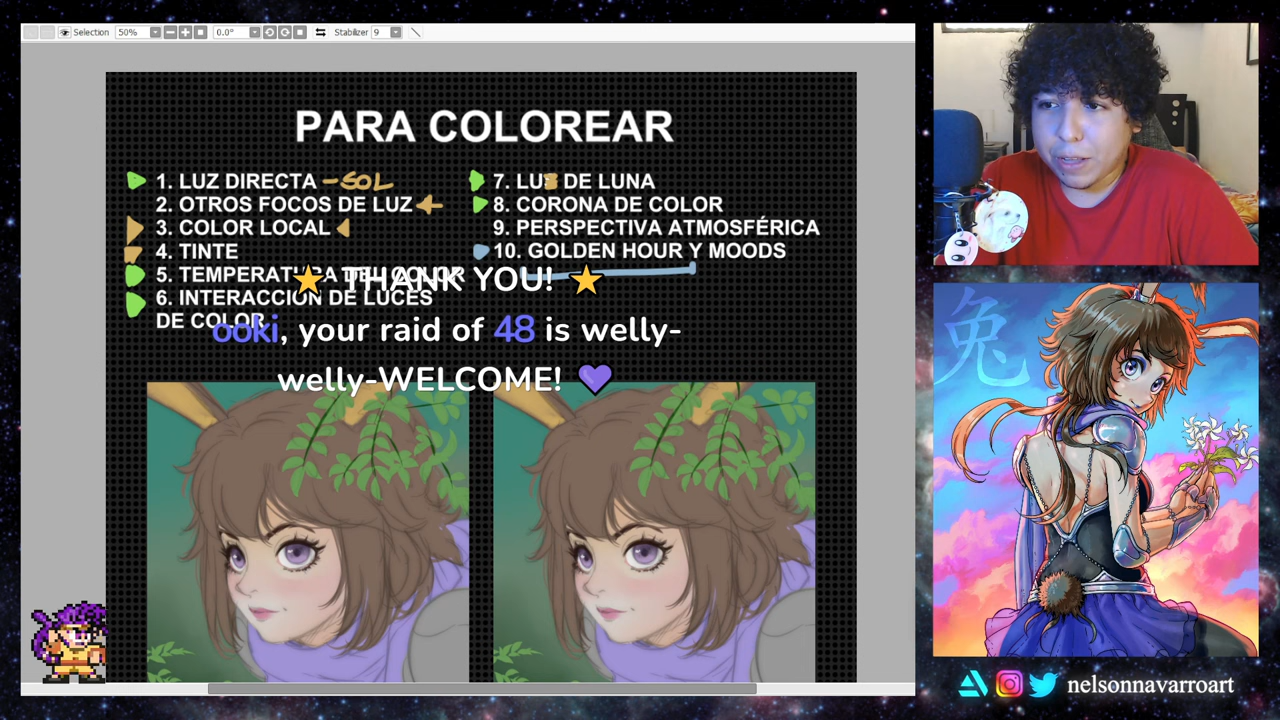 Selection 50% 0.0° Stabilizer 9
PARA COLOREAR
1. LUZ DIRECTA -SOL
2. OTROS FOCOS DE LUZ
3. COLOR LOCAL
4. TINTE
5. TEMPERATURA DEL COLOR
6. INTERACCIÓN DE LUCES
DE COLOR
7. LUZ DE LUNA
8. CORONA DE COLOR
9. PERSPECTIVA ATMOSFÉRICA
10. GOLDEN HOUR Y MOODS
THANK YOU!
ooki, your raid of 48 is welly-
welly-WELCOME!
兔
nelsonnavarroart